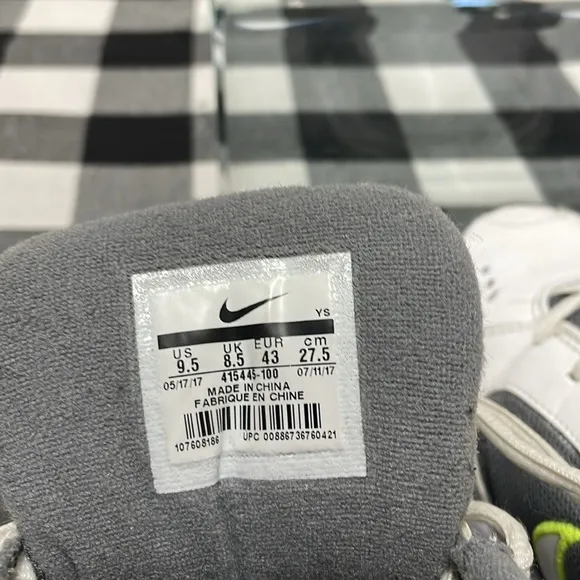 YS
US UK EUR cm
9.5 8.5 43 27.5
05/17/17 415445-100 07/11/17
MADE IN CHINA
FABRIQUE EN CHINE
107608186 UPC 00886736760421